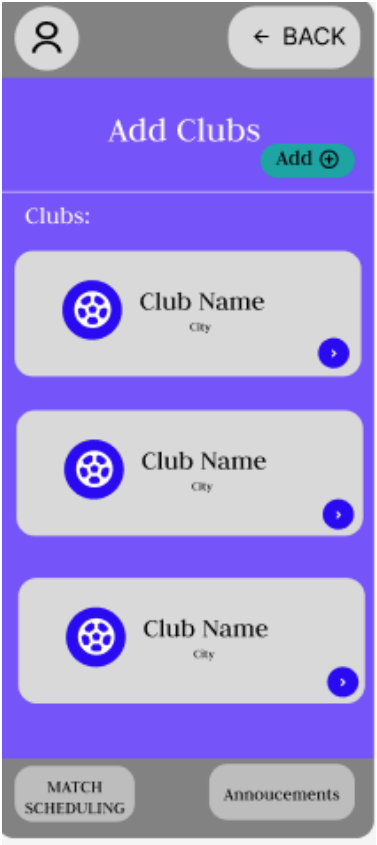 ← BACK
Add Clubs
Add
Clubs:
Club Name
City
Club Name
City
Club Name
City
MATCH
SCHEDULING
Annoucements